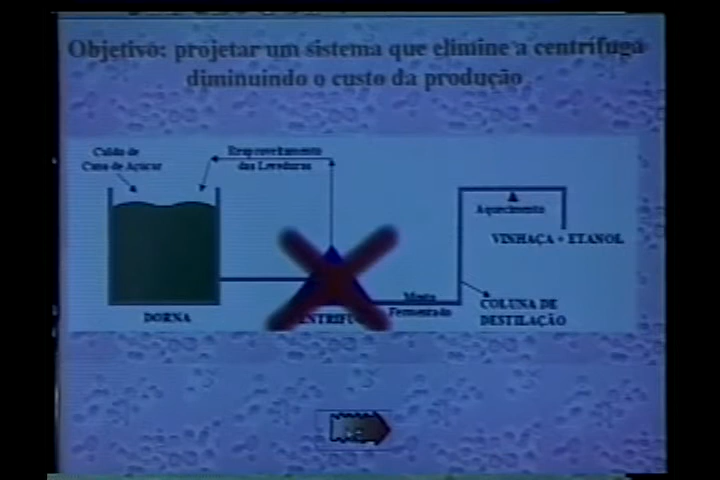 Objetivo: projetar um sistema que elimine a centrífuga
diminuindo o custo da produção
Caldo de
Cana de Açúcar
Reaproveitamento
das Leveduras
Aquecimento
VINHAÇA + ETANOL
DORNA
Mosto
Fermentado
COLUNA DE
DESTILAÇÃO